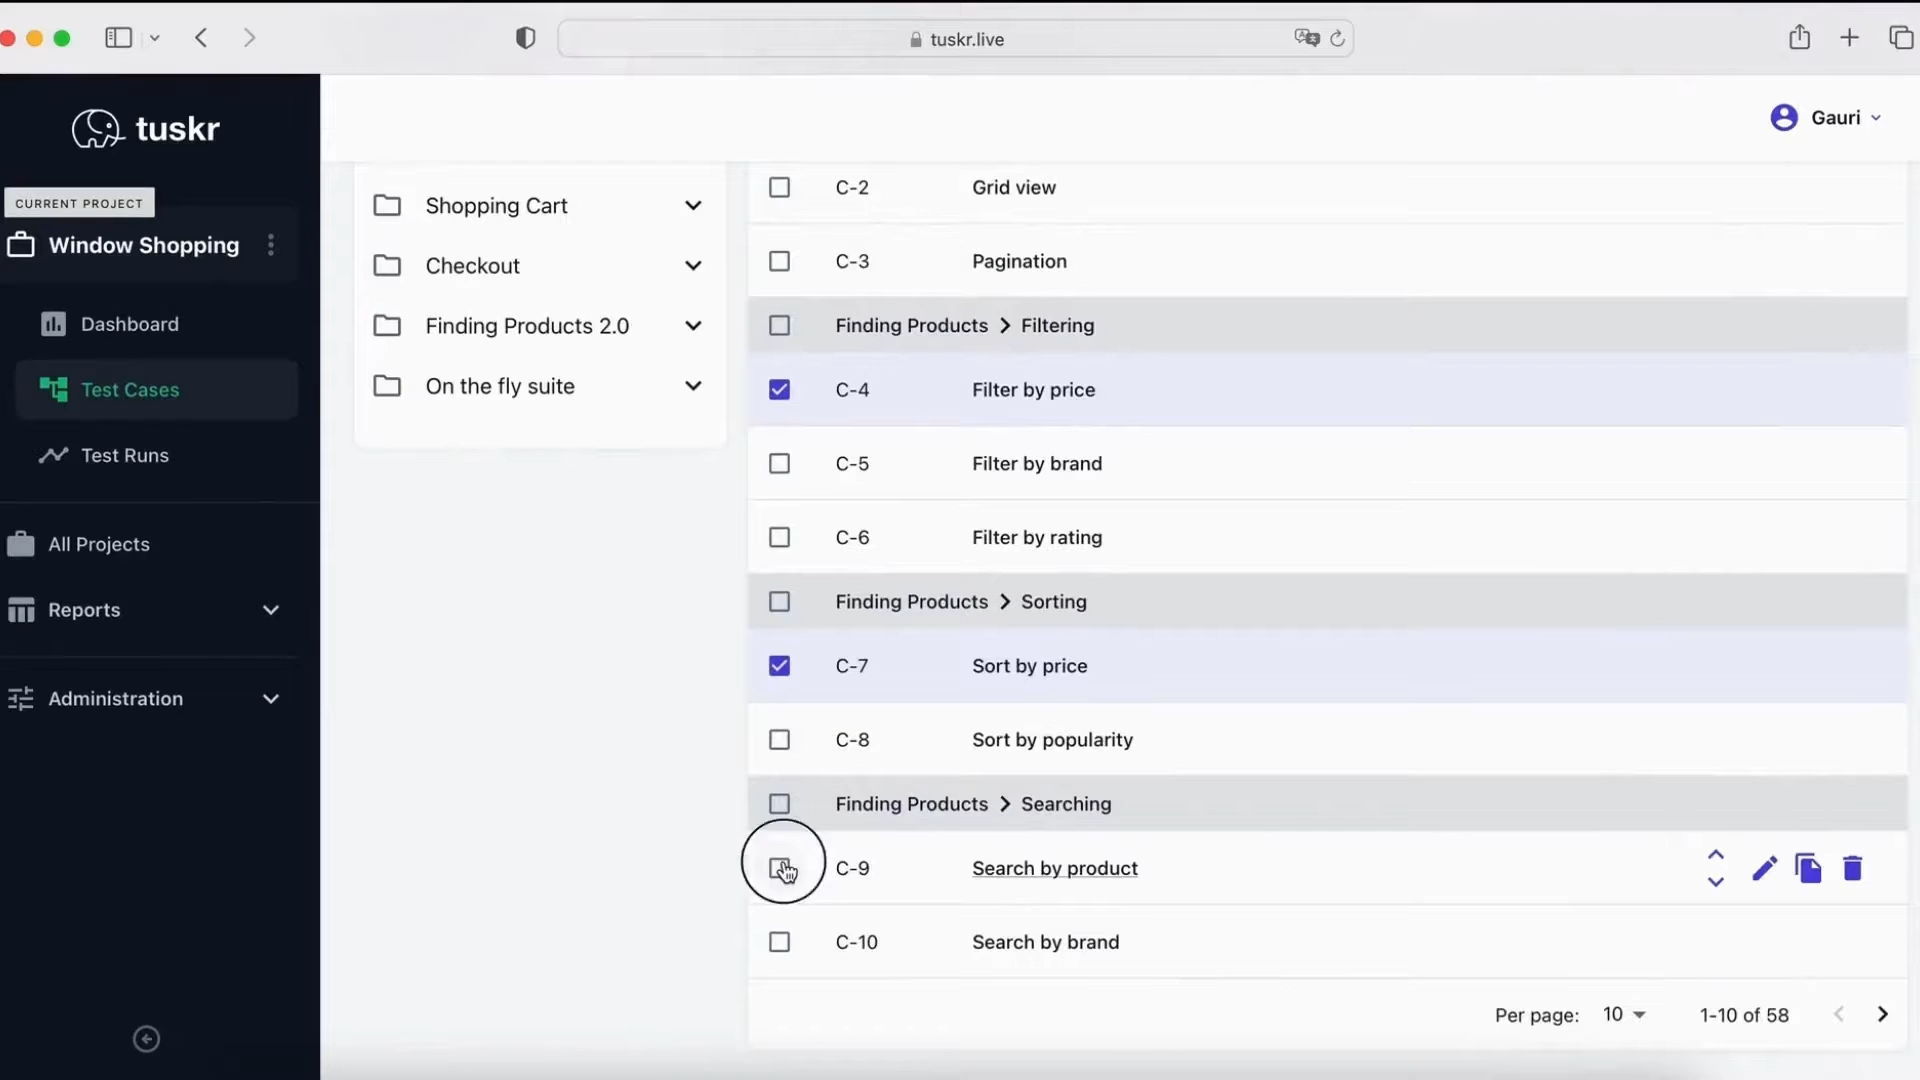 tuskr.live
tuskr
Gauri
CURRENT PROJECT
Window Shopping
Dashboard
Test Cases
Test Runs
All Projects
Reports
Administration
Shopping Cart
Checkout
Finding Products 2.0
On the fly suite
C-2 Grid view
C-3 Pagination
Finding Products > Filtering
C-4 Filter by price
C-5 Filter by brand
C-6 Filter by rating
Finding Products > Sorting
C-7 Sort by price
C-8 Sort by popularity
Finding Products > Searching
C-9 Search by product
C-10 Search by brand
Per page: 10 1-10 of 58